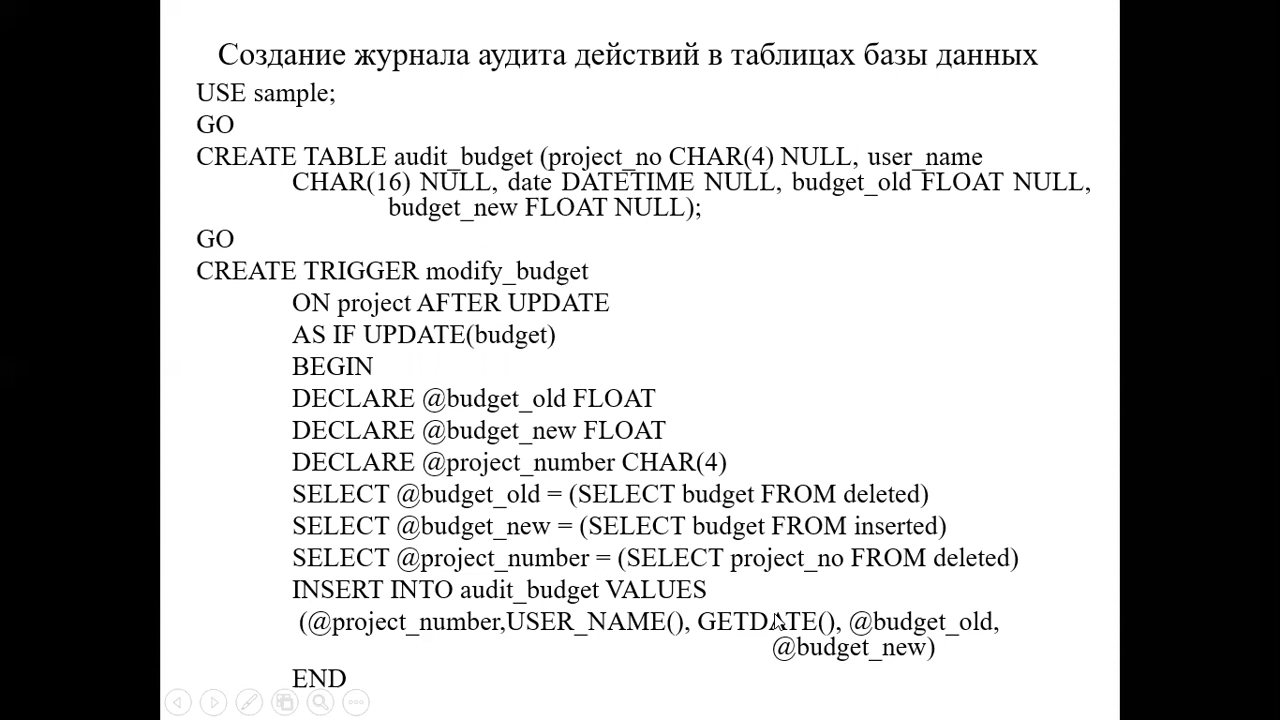 Создание журнала аудита действий в таблицах базы данных
USE sample;
GO
CREATE TABLE audit_budget (project_no CHAR(4) NULL, user_name
CHAR(16) NULL, date DATETIME NULL, budget_old FLOAT NULL,
budget_new FLOAT NULL);
GO
CREATE TRIGGER modify_budget
ON project AFTER UPDATE
AS IF UPDATE(budget)
BEGIN
DECLARE @budget_old FLOAT
DECLARE @budget_new FLOAT
DECLARE @project_number CHAR(4)
SELECT @budget_old = (SELECT budget FROM deleted)
SELECT @budget_new = (SELECT budget FROM inserted)
SELECT @project_number = (SELECT project_no FROM deleted)
INSERT INTO audit_budget VALUES
(@project_number,USER_NAME(), GETDATE(), @budget_old,
@budget_new)
END